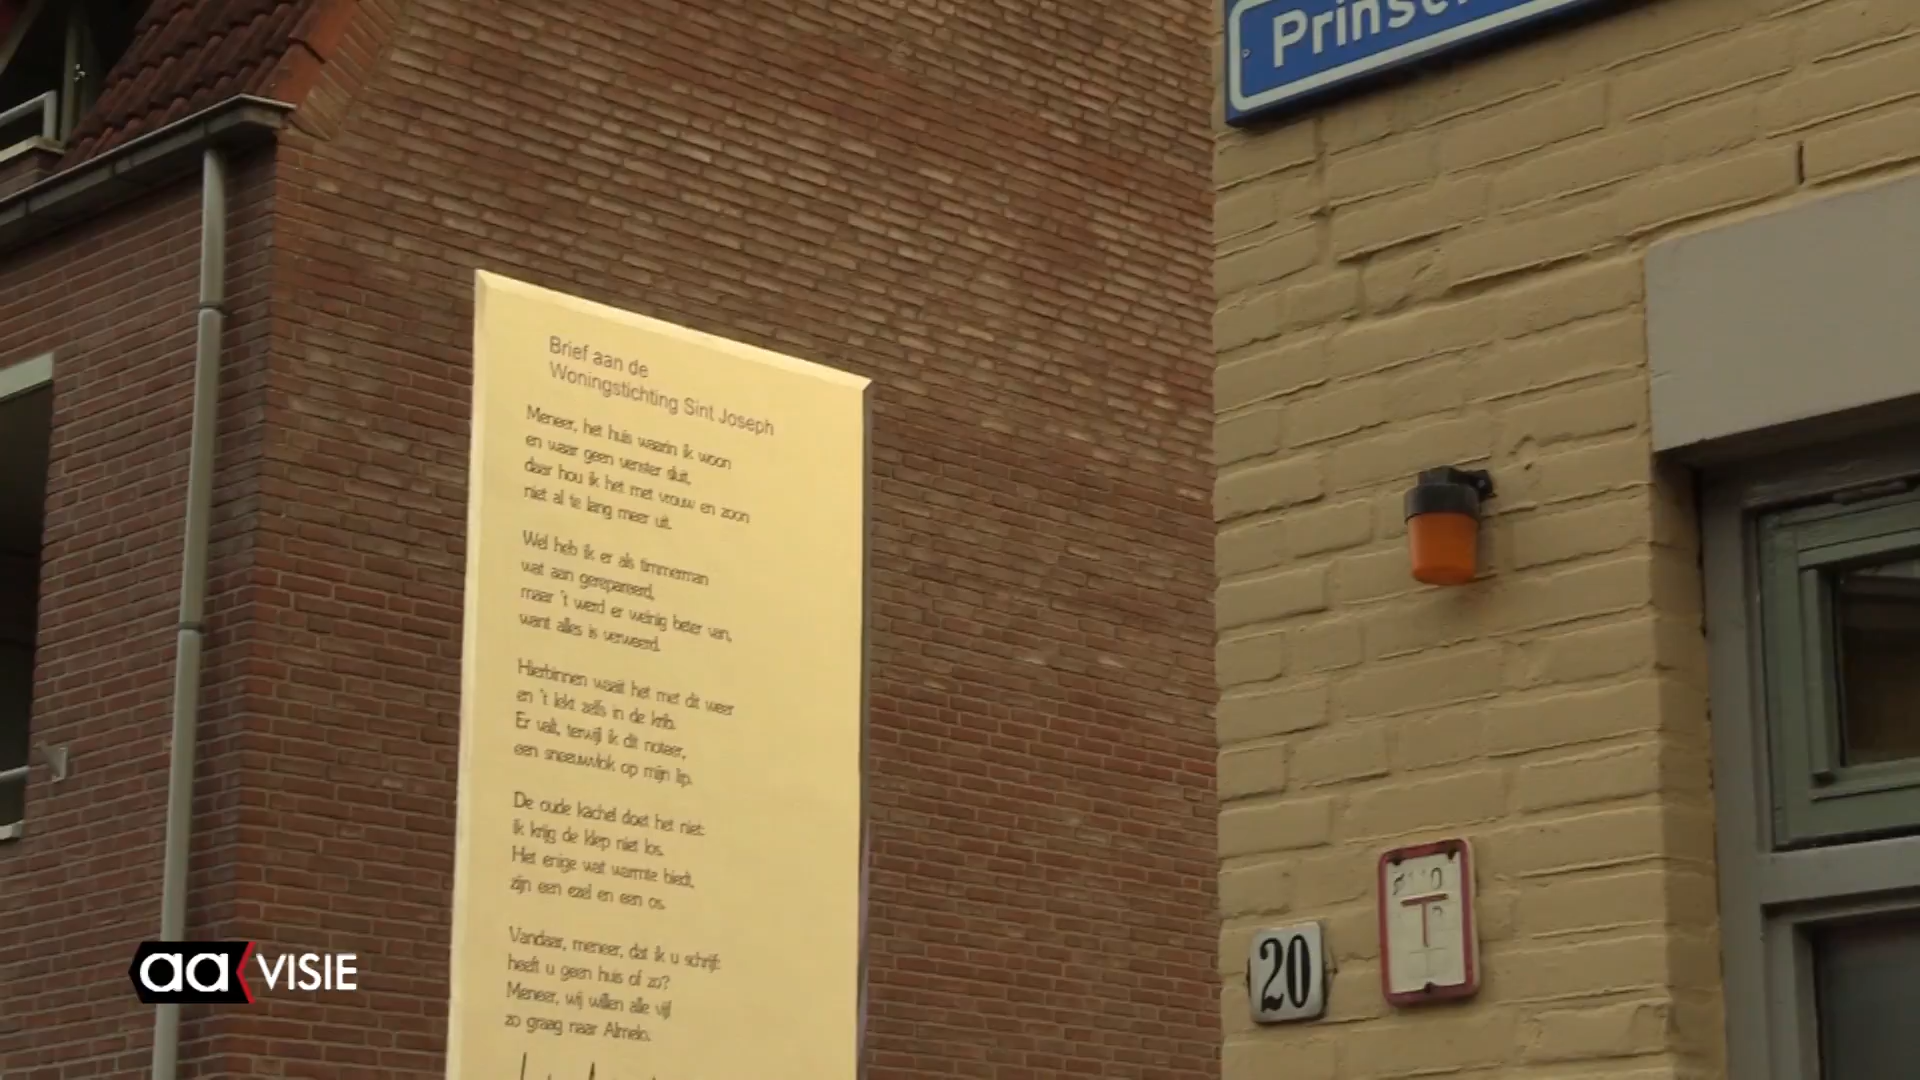 Prinse
Brief aan de
Woningstichting Sint Joseph
Meneer, het huis waarin ik woon
en waar geen venster sluit,
daar hou ik het met vrouw en zoon
niet al te lang meer uit.
Wel heb ik er als timmerman
wat aan gerepareerd,
maar 't werd er weinig beter van,
want alles is verweerd.
Hierbinnen waait het met dit weer
en 't lekt zelfs in de krib.
Er valt, terwijl ik dit noteer,
een sneeuwvlok op mijn lip.
De oude kachel doet het niet:
Ik krijg de klep niet los.
Het enige wat warmte biedt,
zijn een ezel en een os.
Vandaar, meneer, dat ik u schrijf:
heeft u geen huis of zo?
Meneer, wij willen alle vijf
zo graag naar Almelo.
20
T
aa VISIE